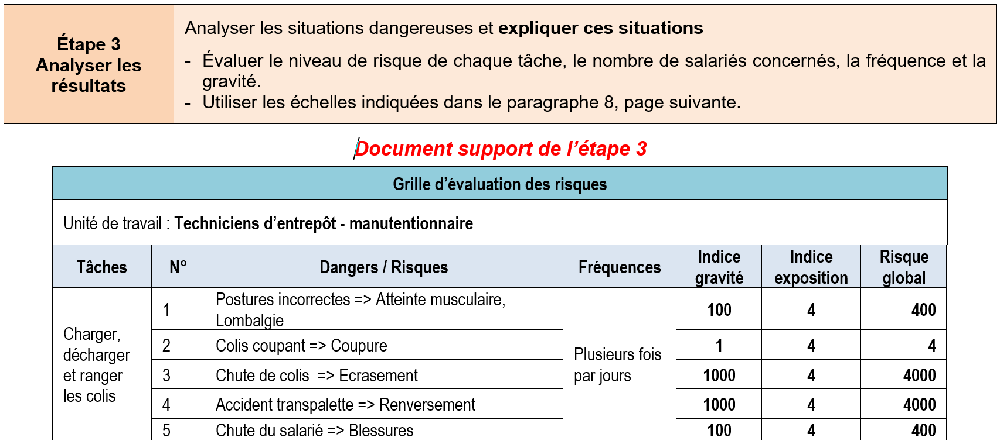 Étape 3
Analyser les
résultats
Analyser les situations dangereuses et expliquer ces situations
- Évaluer le niveau de risque de chaque tâche, le nombre de salariés concernés, la fréquence et la
gravité.
- Utiliser les échelles indiquées dans le paragraphe 8, page suivante.
Document support de l’étape 3
Grille d’évaluation des risques
Unité de travail : Techniciens d’entrepôt - manutentionnaire
Tâches N° Dangers / Risques Fréquences Indice gravité Indice exposition Risque global
Charger,
décharger
et ranger
les colis
1 Postures incorrectes => Atteinte musculaire,
Lombalgie
100 4 400
2 Colis coupant => Coupure 1 4 4
Plusieurs fois
par jours
3 Chute de colis => Ecrasement 1000 4 4000
4 Accident transpalette => Renversement 1000 4 4000
5 Chute du salarié => Blessures 100 4 400